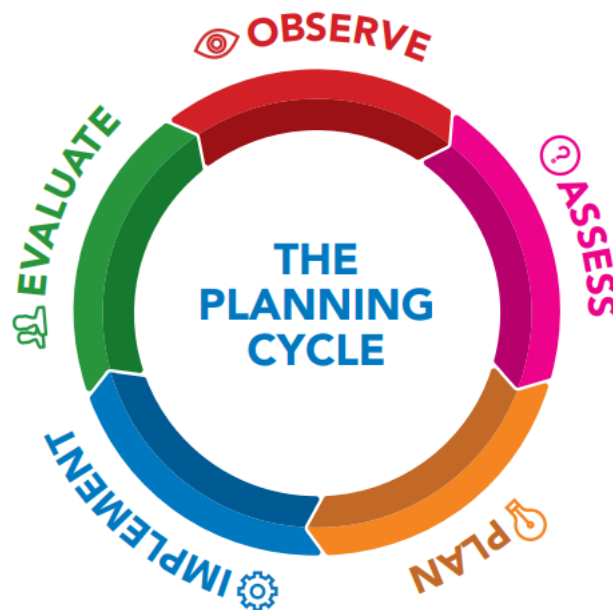 OBSERVE
ASSESS
PLAN
IMPLEMENT
EVALUATE
THE
PLANNING
CYCLE